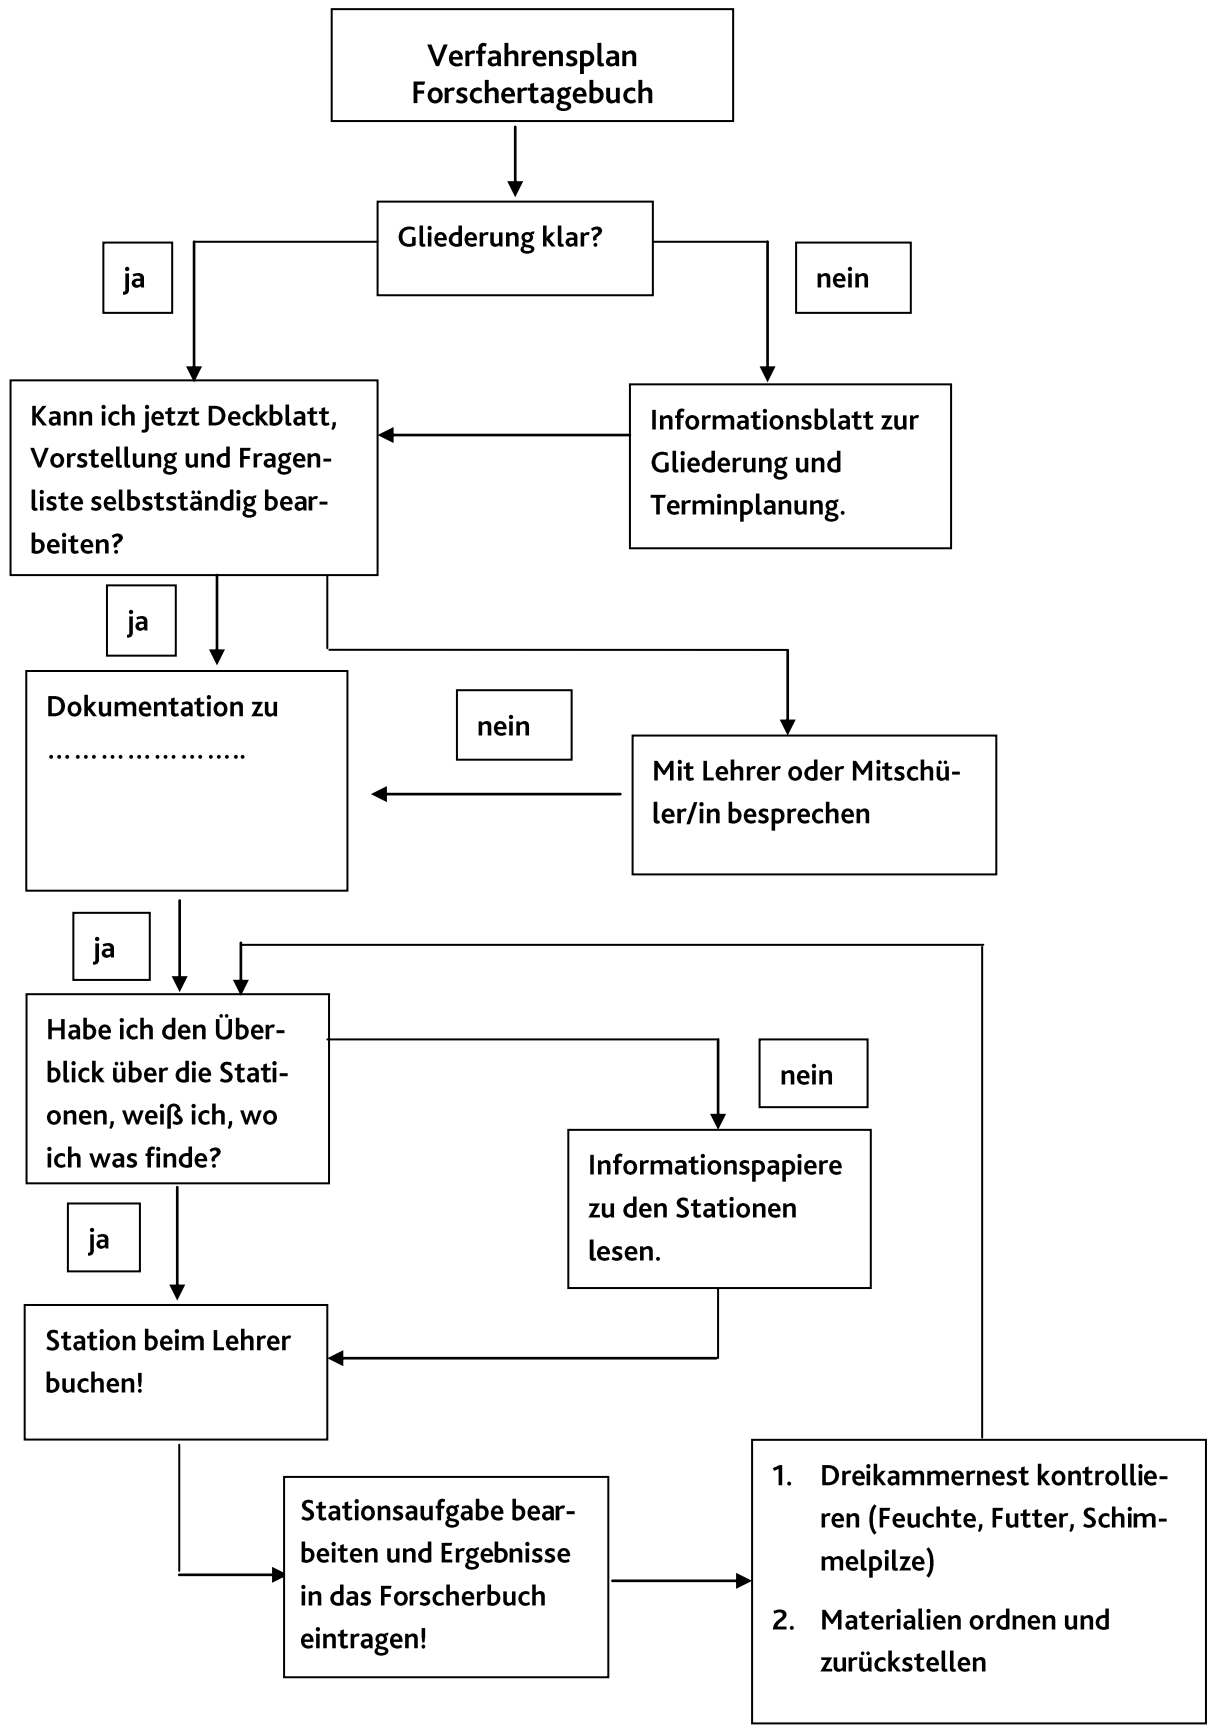 Verfahrensplan
Forschertagebuch
Gliederung klar?
ja
nein
Kann ich jetzt Deckblatt,
Vorstellung und Fragen-
liste selbstständig bear-
beiten?
Informationsblatt zur
Gliederung und
Terminplanung.
ja
Dokumentation zu
…………………..
nein
Mit Lehrer oder Mitschü-
ler/in besprechen
ja
Habe ich den Über-
blick über die Stati-
onen, weiß ich, wo
ich was finde?
nein
Informationspapiere
zu den Stationen
lesen.
ja
Station beim Lehrer
buchen!
Stationsaufgabe bear-
beiten und Ergebnisse
in das Forscherbuch
eintragen!
1. Dreikammernest kontrollie-
ren (Feuchte, Futter, Schim-
melpilze)
2. Materialien ordnen und
zurückstellen